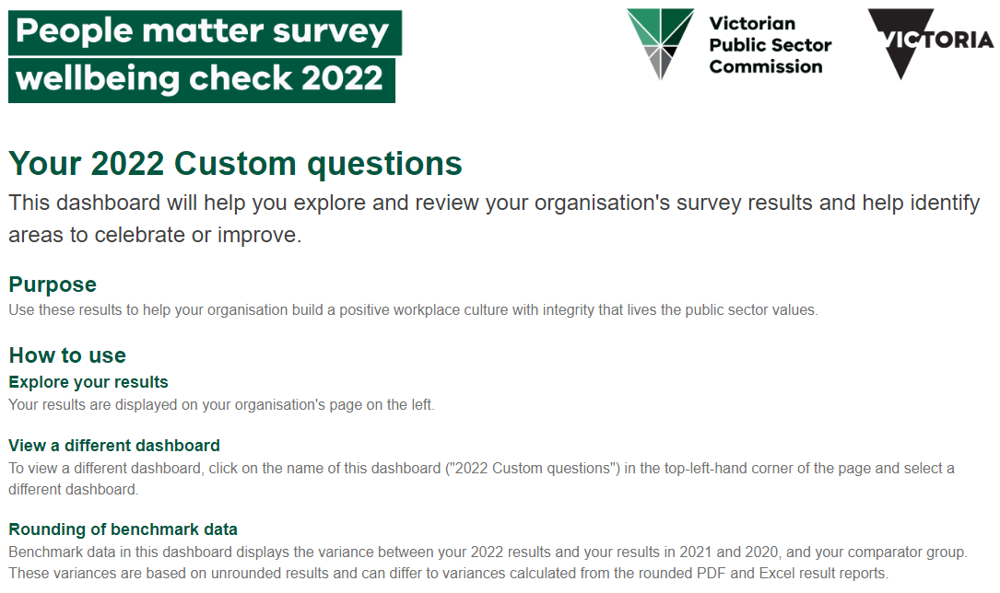 People matter survey
wellbeing check 2022
Victorian
Public Sector
Commission
VICTORIA
Your 2022 Custom questions
This dashboard will help you explore and review your organisation's survey results and help identify
areas to celebrate or improve.
Purpose
Use these results to help your organisation build a positive workplace culture with integrity that lives the public sector values.
How to use
Explore your results
Your results are displayed on your organisation's page on the left.
View a different dashboard
To view a different dashboard, click on the name of this dashboard ("2022 Custom questions") in the top-left-hand corner of the page and select a
different dashboard.
Rounding of benchmark data
Benchmark data in this dashboard displays the variance between your 2022 results and your results in 2021 and 2020, and your comparator group.
These variances are based on unrounded results and can differ to variances calculated from the rounded PDF and Excel result reports.